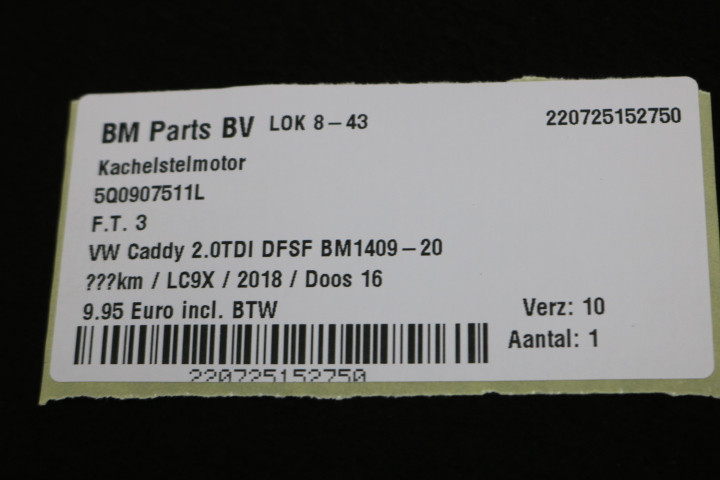 BM Parts BV LOK 8-43 220725152750
Kachelstelmotor
5Q0907511L
F.T. 3
VW Caddy 2.0TDI DFSF BM1409-20
???km / LC9X / 2018 / Doos 16
9.95 Euro incl. BTW Verz: 10
Aantal: 1
220725152750